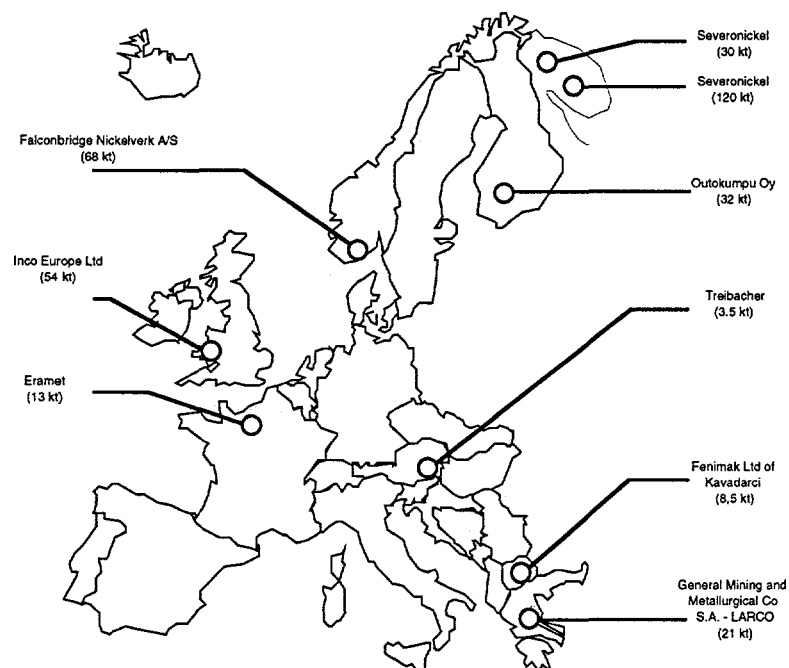 Severonickel
(30 kt)
Severonickel
(120 kt)
Falconbridge Nickelverk A/S
(68 kt)
Outokumpu Oy
(32 kt)
Inco Europe Ltd
(54 kt)
Treibacher
(3.5 kt)
Eramet
(13 kt)
Fenimak Ltd of
Kavadarci
(8,5 kt)
General Mining and
Metallurgical Co
S.A. - LARCO
(21 kt)